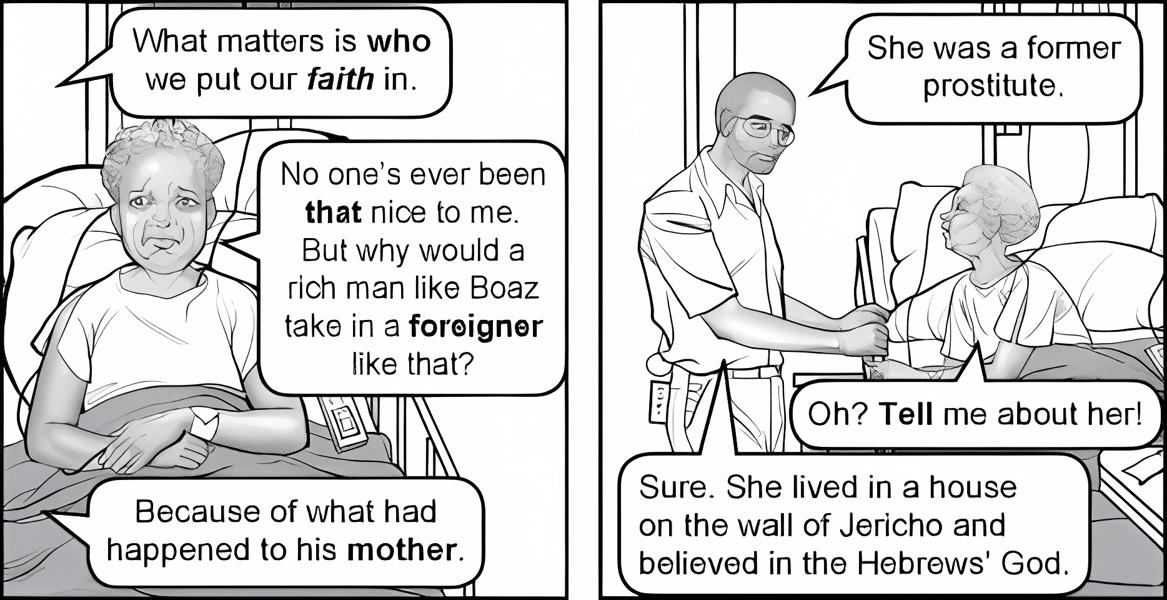 What matters is who
we put our faith in.
No one's ever been
that nice to me.
But why would a
rich man like Boaz
take in a foreigner
like that?
Because of what had
happened to his mother.
She was a former
prostitute.
Oh? Tell me about her!
Sure. She lived in a house
on the wall of Jericho and
believed in the Hebrews' God.